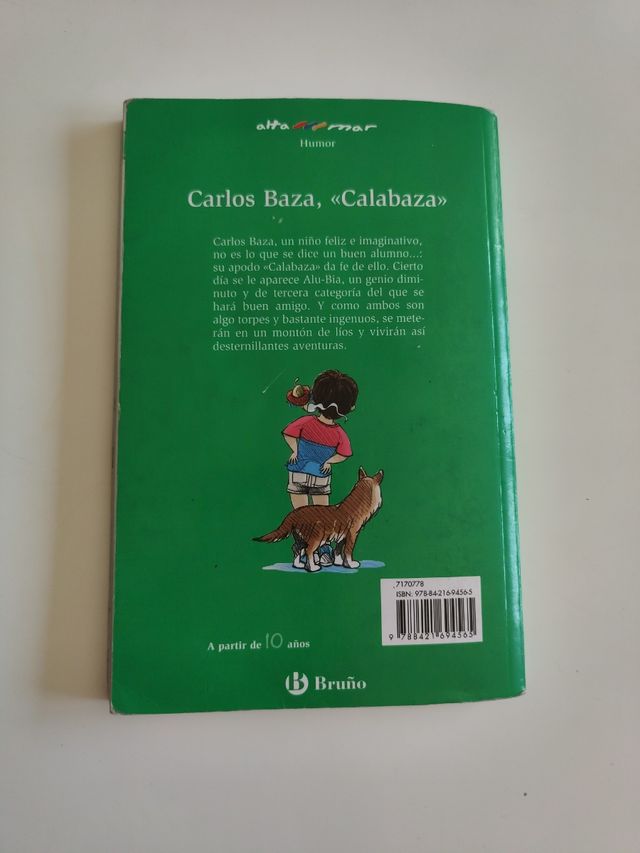 alta mar
Humor
Carlos Baza, «Calabaza»
Carlos Baza, un niño feliz e imaginativo,
no es lo que se dice un buen alumno...:
su apodo «Calabaza» da fe de ello. Cierto
día se le aparece Alu-Bia, un genio dimi-
nuto y de tercera categoría del que se
hará buen amigo. Y como ambos son
algo torpes y bastante ingenuos, se mete-
rán en un montón de líos y vivirán así
desternillantes aventuras.
7170778
ISBN: 978-84-216-9456-5
9 788421 694565
A partir de 10 años
B Bruño